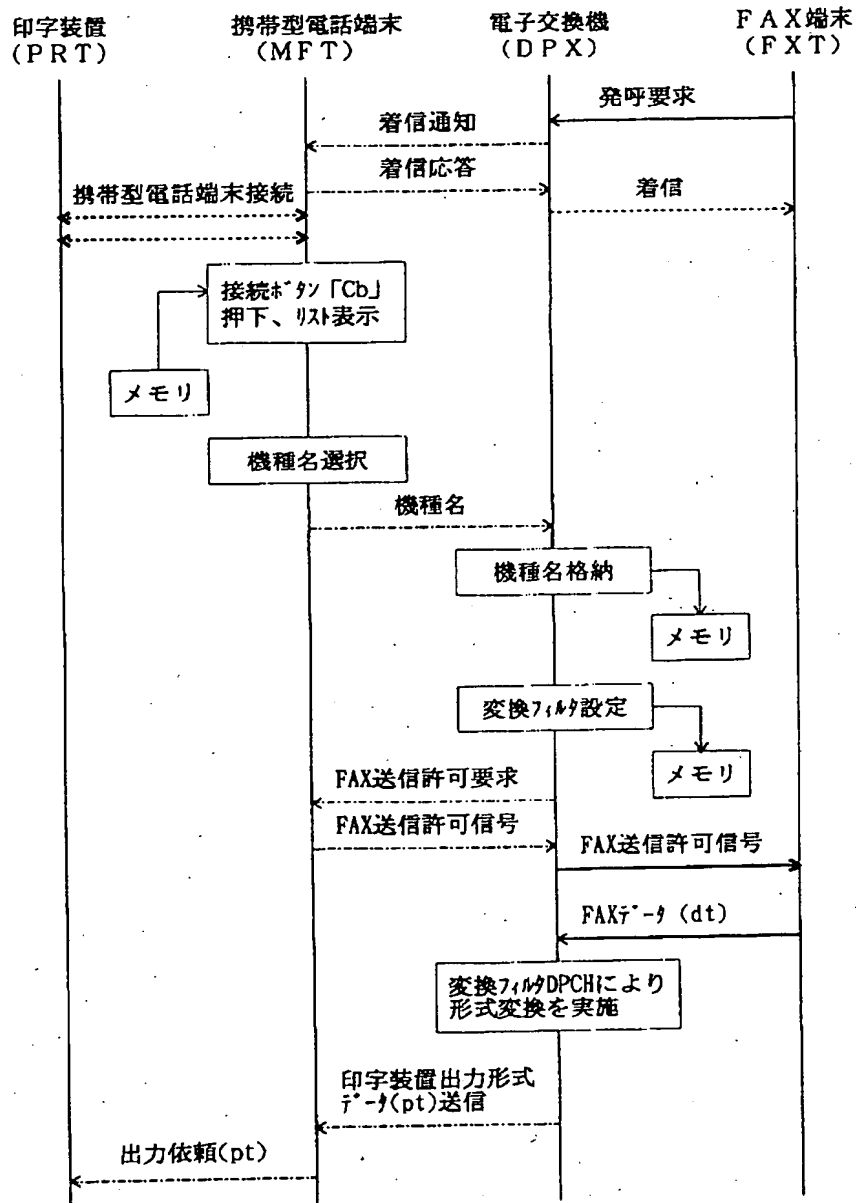 印字装置
(PRT)
携帯型電話端末
(MFT)
電子交換機
(DPX)
FAX端末
(FXT)
発呼要求
着信通知
着信応答
着信
携帯型電話端末接続
接続ボタン「Cb」
押下、リスト表示
メモリ
機種名選択
機種名
機種名格納
メモリ
変換フィルタ設定
メモリ
FAX送信許可要求
FAX送信許可信号
FAX送信許可信号
FAXデータ(dt)
変換フィルタDPCHにより
形式変換を実施
印字装置出力形式
データ(pt)送信
出力依頼(pt)